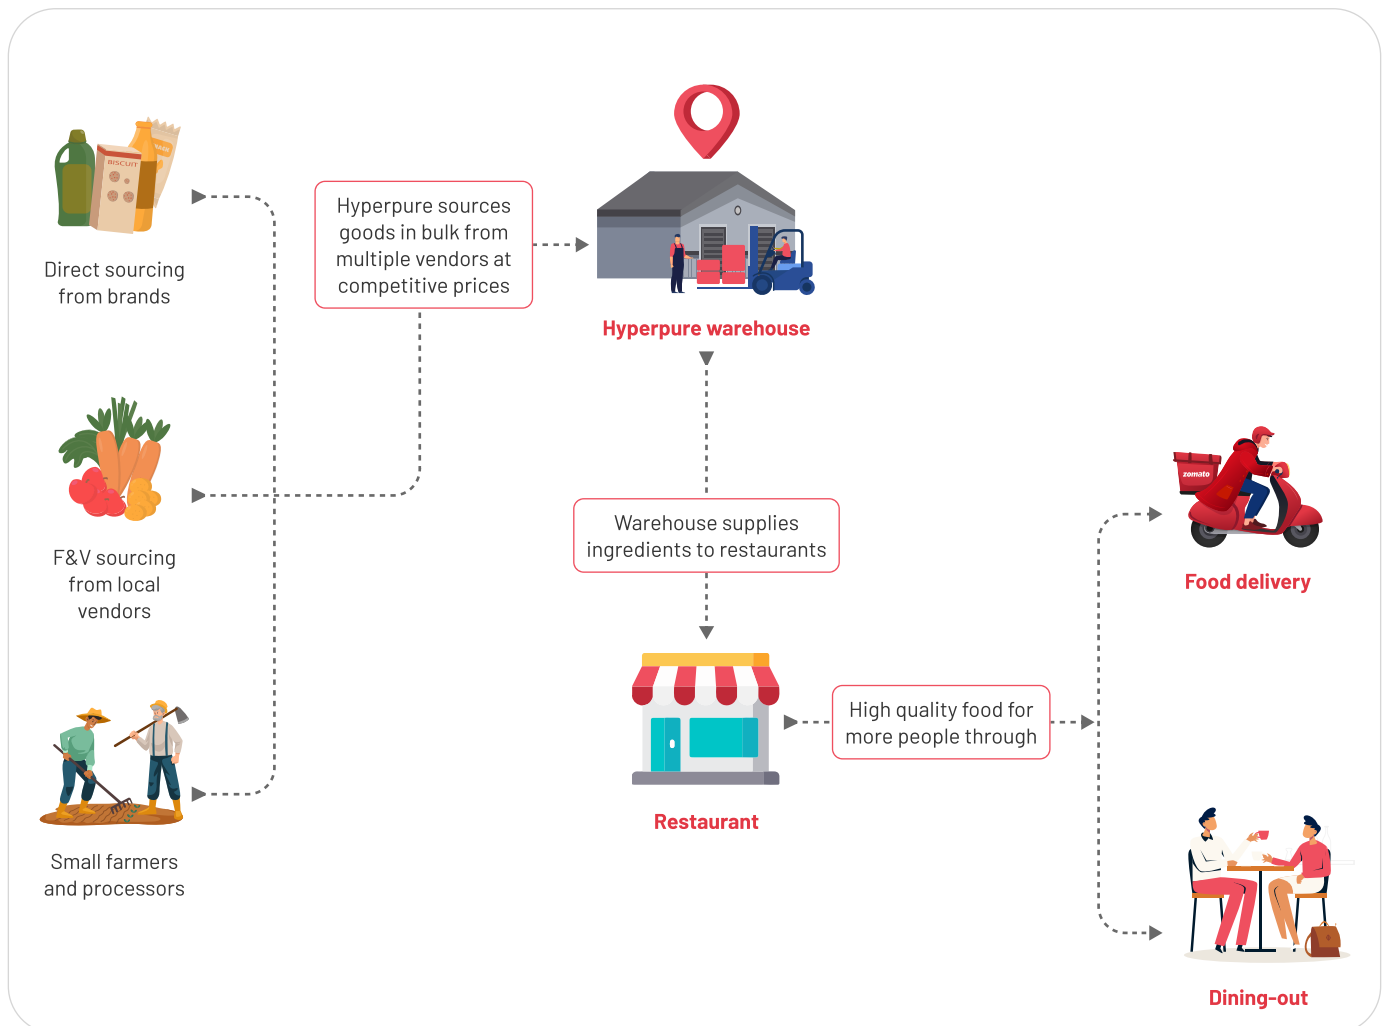 BISCUIT
Direct sourcing
from brands
Hyperpure sources
goods in bulk from
multiple vendors at
competitive prices
Hyperpure warehouse
F&V sourcing
from local
vendors
Warehouse supplies
ingredients to restaurants
zomato
Food delivery
Small farmers
and processors
Restaurant
High quality food for
more people through
Dining-out